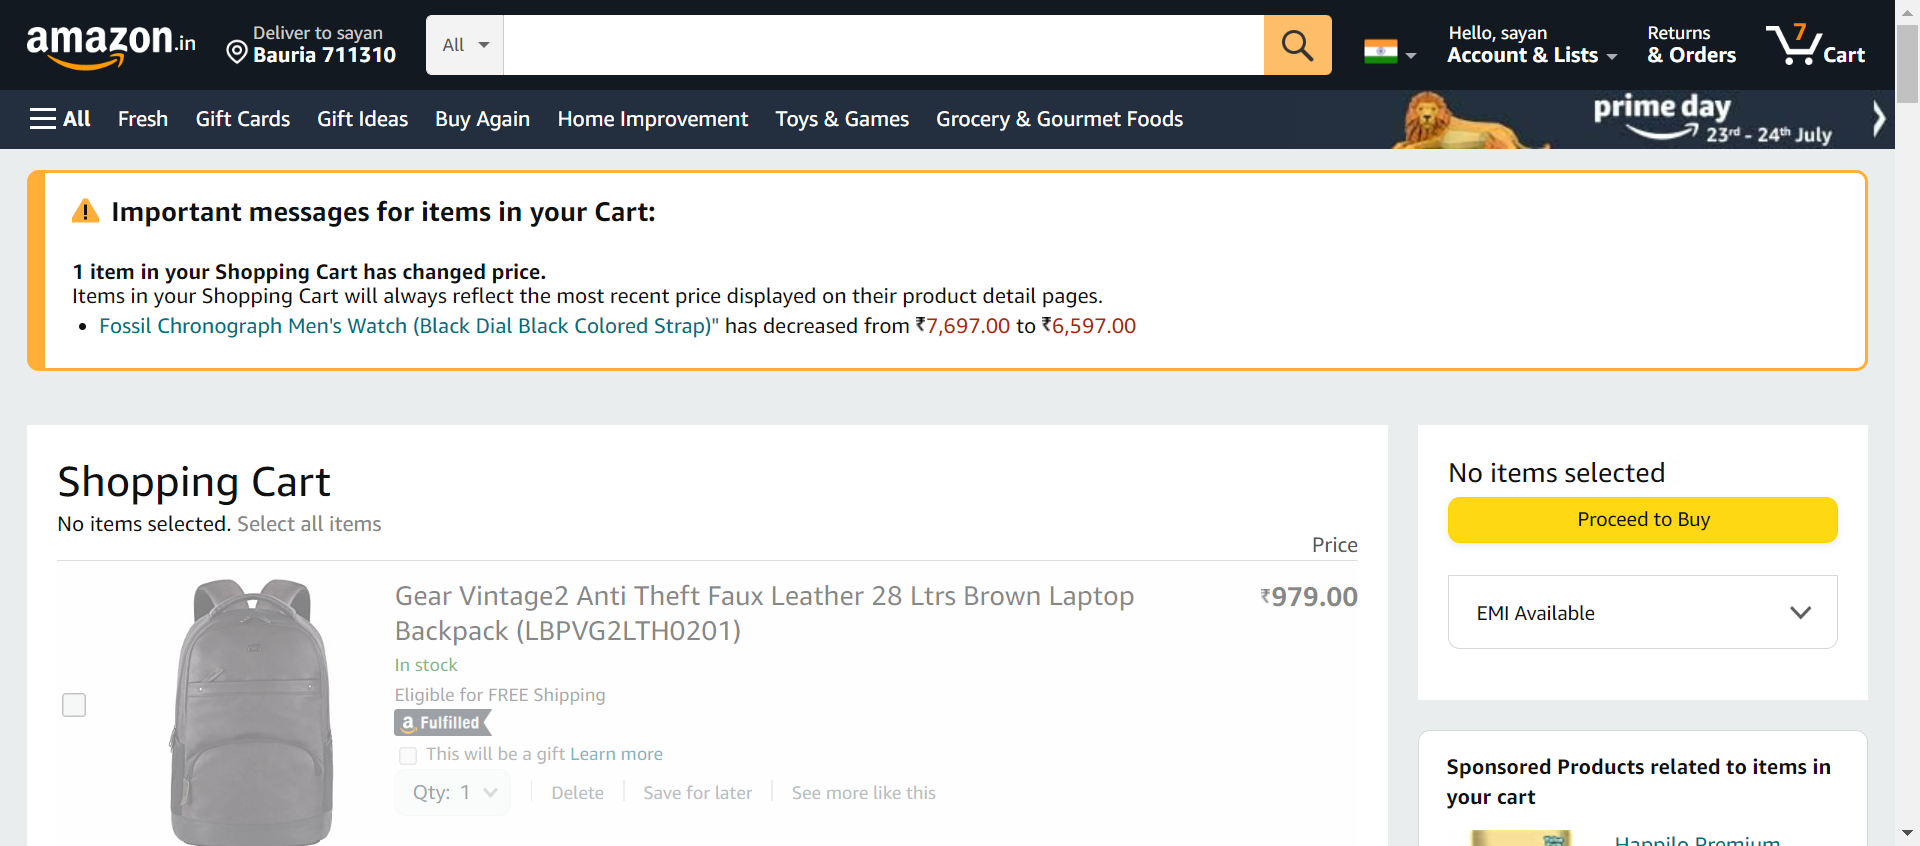 amazon.in
Deliver to sayan
Bauria 711310
All
Hello, sayan
Account & Lists
Returns
& Orders
7
Cart
All
Fresh
Gift Cards
Gift Ideas
Buy Again
Home Improvement
Toys & Games
Grocery & Gourmet Foods
prime day
23rd - 24th July
Important messages for items in your Cart:
1 item in your Shopping Cart has changed price.
Items in your Shopping Cart will always reflect the most recent price displayed on their product detail pages.
• Fossil Chronograph Men's Watch (Black Dial Black Colored Strap)" has decreased from ₹7,697.00 to ₹6,597.00
Shopping Cart
No items selected. Select all items
Price
Gear Vintage2 Anti Theft Faux Leather 28 Ltrs Brown Laptop
Backpack (LBPVG2LTH0201)
₹979.00
In stock
Eligible for FREE Shipping
a Fulfilled
This will be a gift Learn more
Qty: 1
Delete
Save for later
See more like this
No items selected
Proceed to Buy
EMI Available
Sponsored Products related to items in
your cart
Happilo Premium